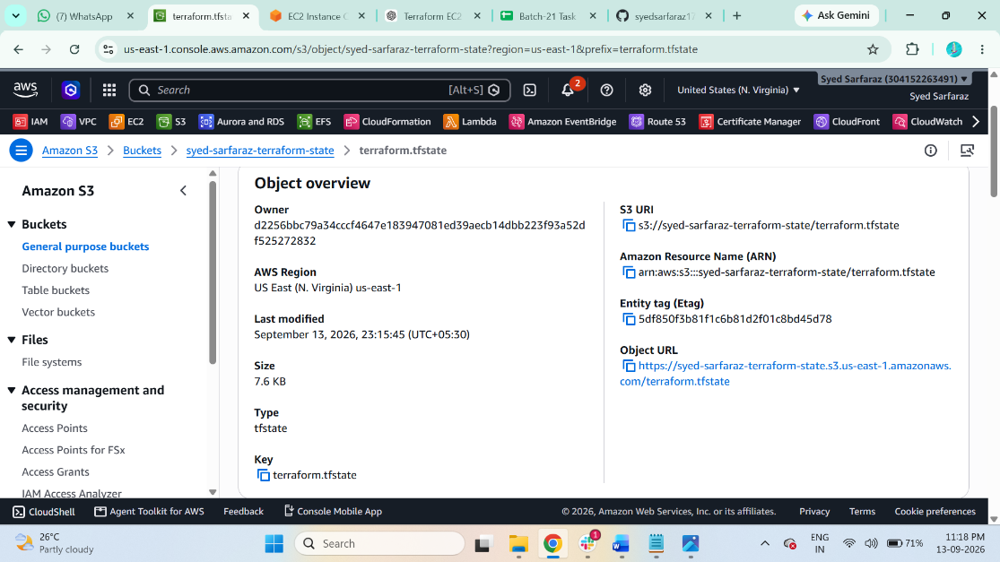 (7) WhatsApp
terraform.tfsta
EC2 Instance C
Terraform EC2
Batch-21 Task
syedsarfaraz17
Ask Gemini
us-east-1.console.aws.amazon.com/s3/object/syed-sarfaraz-terraform-state?region=us-east-1&prefix=terraform.tfstate
aws
Search
[Alt+S]
2
United States (N. Virginia) ▼
Syed Sarfaraz (304152263491) ▼
Syed Sarfaraz
IAM
VPC
EC2
S3
Aurora and RDS
EFS
CloudFormation
Lambda
Amazon EventBridge
Route 53
Certificate Manager
CloudFront
CloudWatch
Amazon S3
Buckets
syed-sarfaraz-terraform-state
terraform.tfstate
Amazon S3
Buckets
General purpose buckets
Directory buckets
Table buckets
Vector buckets
Files
File systems
Access management and
security
Access Points
Access Points for FSx
Access Grants
IAM Access Analyzer
Object overview
Owner
d2256bbc79a34cccf4647e183947081ed39aecb14dbb223f93a52d
f525272832
AWS Region
US East (N. Virginia) us-east-1
Last modified
September 13, 2026, 23:15:45 (UTC+05:30)
Size
7.6 KB
Type
tfstate
Key
terraform.tfstate
S3 URI
s3://syed-sarfaraz-terraform-state/terraform.tfstate
Amazon Resource Name (ARN)
arn:aws:s3:::syed-sarfaraz-terraform-state/terraform.tfstate
Entity tag (Etag)
5df850f3b81f1c6b81d2f01c8bd45d78
Object URL
https://syed-sarfaraz-terraform-state.s3.us-east-1.amazonaws.
com/terraform.tfstate
CloudShell
Agent Toolkit for AWS
Feedback
Console Mobile App
© 2026, Amazon Web Services, Inc. or its affiliates.
Privacy
Terms
Cookie preferences
26°C
Partly cloudy
Search
1
ENG
IN
71%
11:18 PM
13-09-2026